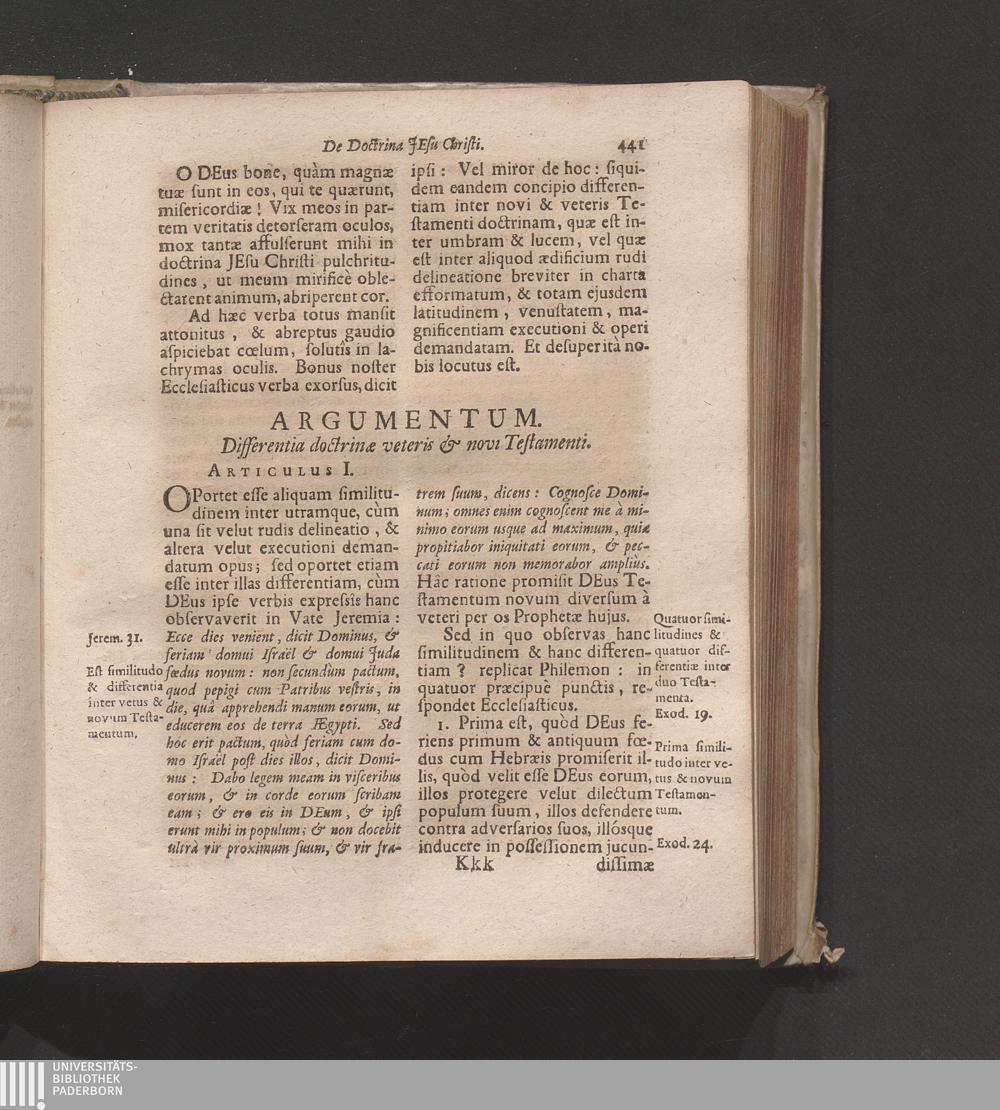 De Doctrina JEsu Christi. 441
O DEus bone, quàm magnæ
tuæ sunt in eos, qui te quærunt,
misericordiæ! Vix meos in par-
tem veritatis detorseram oculos,
mox tantæ affulserunt mihi in
doctrina JEsu Christi pulchritu-
dines, ut meum mirificè oble-
ctarent animum, abriperent cor.
Ad hæc verba totus mansit
attonitus, & abreptus gaudio
aspiciebat cœlum, solutîs in la-
chrymas oculis. Bonus noster
Ecclesiasticus verba exorsus, dicit
ipsi: Vel miror de hoc: siqui-
dem eandem concipio differen-
tiam inter novi & veteris Te-
stamenti doctrinam, quæ est in-
ter umbram & lucem, vel quæ
est inter aliquod ædificium rudi
delineatione breviter in charta
efformatum, & totam ejusdem
latitudinem, venustatem, ma-
gnificentiam executioni & operi
demandatam. Et desuper ità no-
bis locutus est.
ARGUMENTUM.
Differentia doctrinæ veteris & novi Testamenti.
ARTICULUS I.
OPortet esse aliquam similitu-
dinem inter utramque, cùm
una sit velut rudis delineatio, &
altera velut executioni deman-
datum opus; sed oportet etiam
esse inter illas differentiam, cùm
DEus ipse verbis expressîs hanc
observaverit in Vate Jeremia:
Ecce dies venient, dicit Dominus, &
feriam domui Israël & domui Juda
fœdus novum: non secundùm pactum,
quod pepigi cum Patribus vestris, in
die, quâ apprehendi manum eorum, ut
educerem eos de terra Ægypti. Sed
hoc erit pactum, quòd feriam cum do-
mo Israël post dies illos, dicit Domi-
nus: Dabo legem meam in visceribus
eorum, & in corde eorum scribam
eam; & ero eis in DEum, & ipsi
erunt mihi in populum; & non docebit
ultrà vir proximum suum, & vir fra-
Jerem. 31.
Est similitudo
& differentia
inter vetus &
novum Testa-
mentum,
trem suum, dicens: Cognosce Domi-
num; omnes enim cognoscent me à mi-
nimo eorum usque ad maximum, quia
propitiabor iniquitati eorum, & pec-
cati eorum non memorabor ampliùs.
Hâc ratione promisit DEus Te-
stamentum novum diversum à
veteri per os Prophetæ hujus.
Sed in quo observas hanc
similitudinem & hanc differen-
tiam? replicat Philemon: in
quatuor præcipuè punctis, re-
spondet Ecclesiasticus.
1. Prima est, quòd DEus fe-
riens primum & antiquum fœ-
dus cum Hebræis promiserit il-
lis, quòd velit esse DEus eorum,
illos protegere velut dilectum
populum suum, illos defendere
contra adversarios suos, illósque
inducere in possessionem jucun-
Quatuor simi-
litudines &
quatuor dif-
ferentiæ inter
duo Testa-
menta.
Exod. 19.
Prima simili-
tudo inter ve-
tus & novum
Testamen-
tum.
Exod. 24.
Kkk dissimæ
UNIVERSITÄTS-
BIBLIOTHEK
PADERBORN